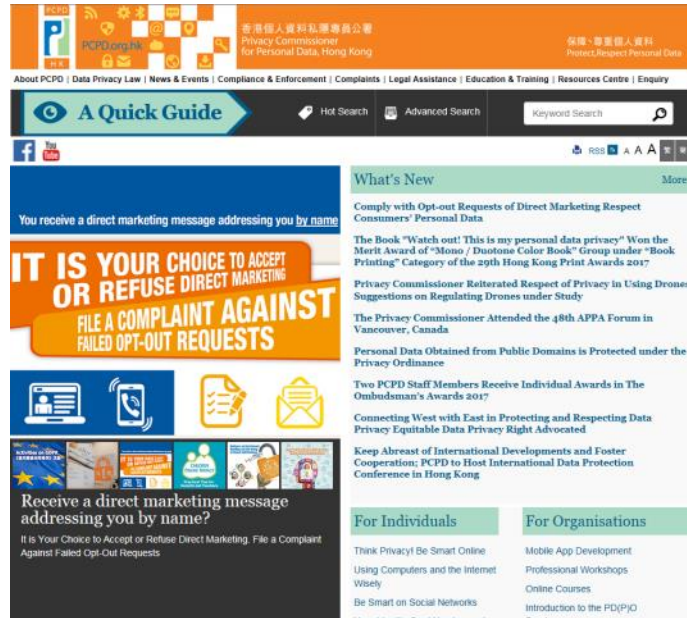 PCPD
HK
PCPD.org.hk
香港個人資料私隱專員公署
Privacy Commissioner
for Personal Data, Hong Kong
保障、尊重個人資料
Protect,Respect Personal Data
About PCPD | Data Privacy Law | News & Events | Compliance & Enforcement | Complaints | Legal Assistance | Education & Training | Resources Centre | Enquiry
A Quick Guide
Hot Search
Advanced Search
Keyword Search
f
You
Tube
RSS A A A 繁
You receive a direct marketing message addressing you by name
IT IS YOUR CHOICE TO ACCEPT
OR REFUSE DIRECT MARKETING
FILE A COMPLAINT AGAINST
FAILED OPT-OUT REQUESTS
Receive a direct marketing message
addressing you by name?
It is Your Choice to Accept or Refuse Direct Marketing. File a Complaint
Against Failed Opt-Out Requests
What's New
More
Comply with Opt-out Requests of Direct Marketing Respect
Consumers' Personal Data
The Book "Watch out! This is my personal data privacy" Won the
Merit Award of “Mono / Duotone Color Book” Group under “Book
Printing” Category of the 29th Hong Kong Print Awards 2017
Privacy Commissioner Reiterated Respect of Privacy in Using Drones
Suggestions on Regulating Drones under Study
The Privacy Commissioner Attended the 48th APPA Forum in
Vancouver, Canada
Personal Data Obtained from Public Domains is Protected under the
Privacy Ordinance
Two PCPD Staff Members Receive Individual Awards in The
Ombudsman's Awards 2017
Connecting West with East in Protecting and Respecting Data
Privacy Equitable Data Privacy Right Advocated
Keep Abreast of International Developments and Foster
Cooperation; PCPD to Host International Data Protection
Conference in Hong Kong
For Individuals
Think Privacy! Be Smart Online
Using Computers and the Internet
Wisely
Be Smart on Social Networks
For Organisations
Mobile App Development
Professional Workshops
Online Courses
Introduction to the PD(P)O